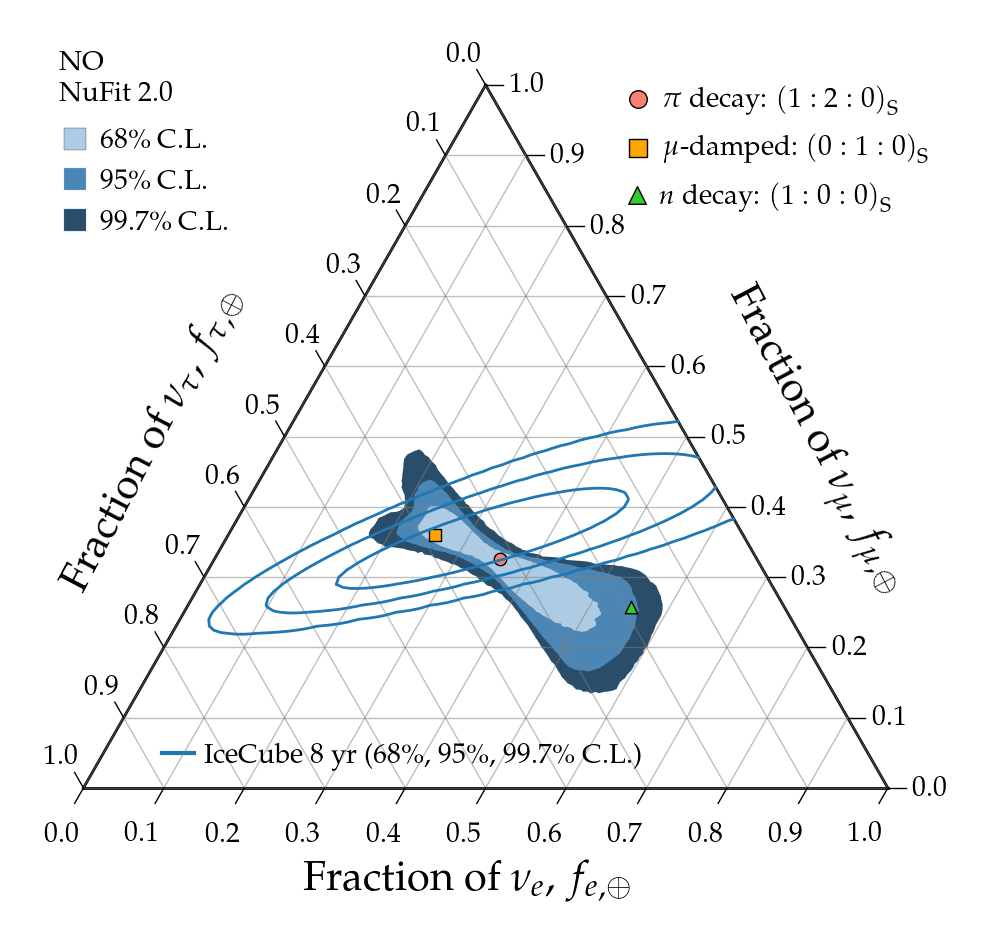 NO
NuFit 2.0
68% C.L.
95% C.L.
99.7% C.L.
π decay: (1 : 2 : 0)S
μ-damped: (0 : 1 : 0)S
n decay: (1 : 0 : 0)S
0.0
0.1
0.2
0.3
0.4
0.5
0.6
0.7
0.8
0.9
1.0
Fraction of ντ, fτ,⊕
1.0
0.9
0.8
0.7
0.6
0.5
0.4
0.3
0.2
0.1
0.0
Fraction of νμ, fμ,⊕
IceCube 8 yr (68%, 95%, 99.7% C.L.)
0.0 0.1 0.2 0.3 0.4 0.5 0.6 0.7 0.8 0.9 1.0
Fraction of νe, fe,⊕